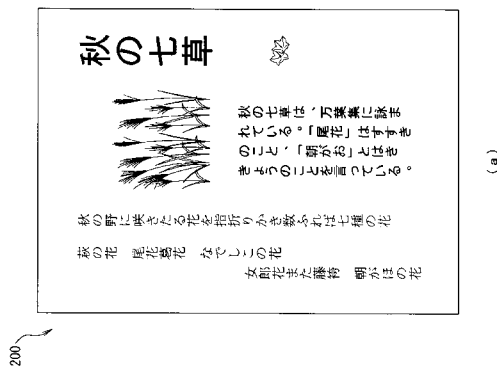 200
秋の七草
秋の七草は、万葉集に詠ま
れている。「尾花」はすすき
のこと、「朝がお」とはき
きょうのことを言っている。
秋の野に咲きたる花を指折りかき数ふれば七種の花
萩の花　尾花葛花　なでしこの花
女郎花また藤袴　朝がほの花
(a)